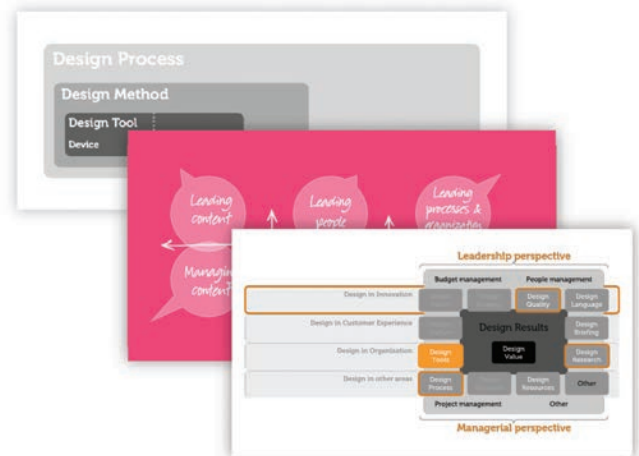 Design Process
Design Method
Design Tool
Device
Leading
content
Leading
people
Leading
processes &
organization
Managing
content
Leadership perspective
Budget management
People management
Design in Innovation
Design
Quality
Design
Language
Design in Customer Experience
Design Results
Design
Briefing
Design in Organisation
Design
Tools
Design
Value
Design
Research
Design in other areas
Design
Process
Design
Resources
Other
Project management
Other
Managerial perspective